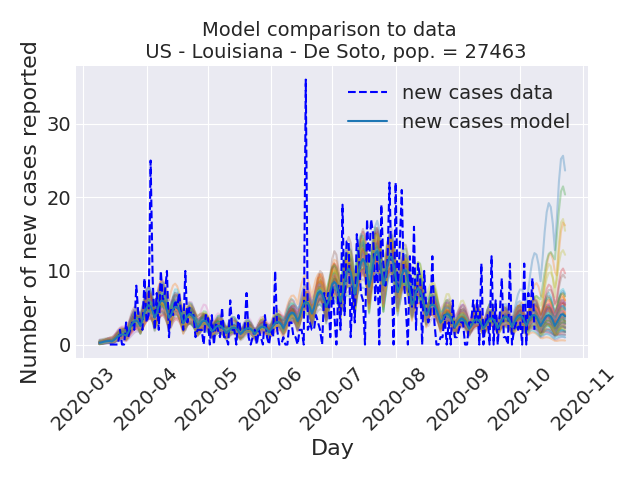 Model comparison to data
US - Louisiana - De Soto, pop. = 27463
new cases data
new cases model
Number of new cases reported
30
20
10
0
2020-03
2020-04
2020-05
2020-06
2020-07
2020-08
2020-09
2020-10
2020-11
Day